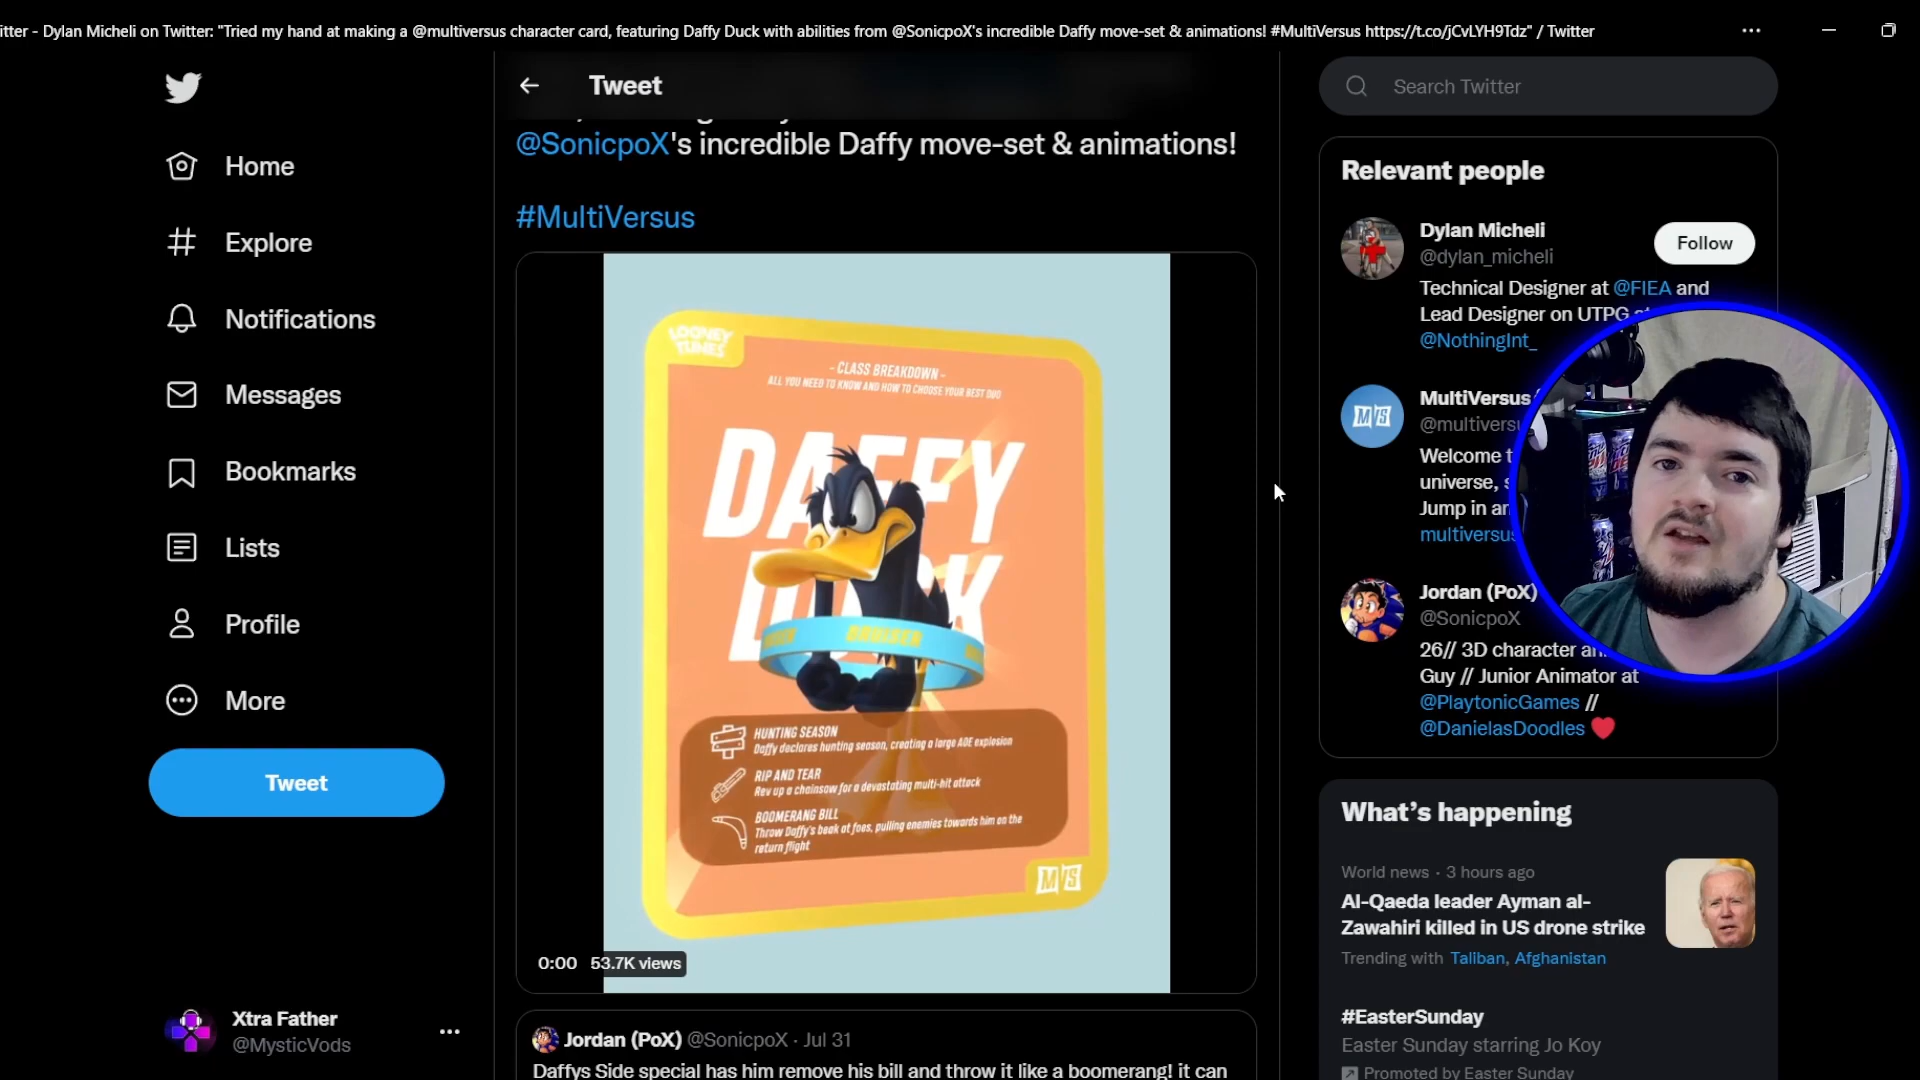 itter - Dylan Micheli on Twitter: "Tried my hand at making a @multiversus character card, featuring Daffy Duck with abilities from @SonicpoX's incredible Daffy move-set & animations! #MultiVersus https://t.co/jCvLYH9Tdz" / Twitter
Home
Explore
Notifications
Messages
Bookmarks
Lists
Profile
More
Tweet
Xtra Father
@MysticVods
Tweet
@SonicpoX's incredible Daffy move-set & animations!
#MultiVersus
LOONEY
TUNES
- CLASS BREAKDOWN -
ALL YOU NEED TO KNOW AND HOW TO CHOOSE YOUR BEST DUO
DAFFY
DUCK
BRUISER
HUNTING SEASON
Daffy declares hunting season, creating a large AOE explosion
RIP AND TEAR
Rev up a chainsaw for a devastating multi-hit attack
BOOMERANG BILL
Throw Daffy's beak at foes, pulling enemies towards him on the
return flight
MVS
0:00 53.7K views
Jordan (PoX) @SonicpoX · Jul 31
Daffys Side special has him remove his bill and throw it like a boomerang! it can
Search Twitter
Relevant people
Dylan Micheli
@dylan_micheli
Follow
Technical Designer at @FIEA and
Lead Designer on UTPG at
@NothingInt_
MVS
MultiVersus
@multiversu
Welcome t
universe, s
Jump in an
multiversus
Jordan (PoX)
@SonicpoX
26// 3D character an
Guy // Junior Animator at
@PlaytonicGames //
@DanielasDoodles
What's happening
World news · 3 hours ago
Al-Qaeda leader Ayman al-
Zawahiri killed in US drone strike
Trending with Taliban, Afghanistan
#EasterSunday
Easter Sunday starring Jo Koy
Promoted by Easter Sunday